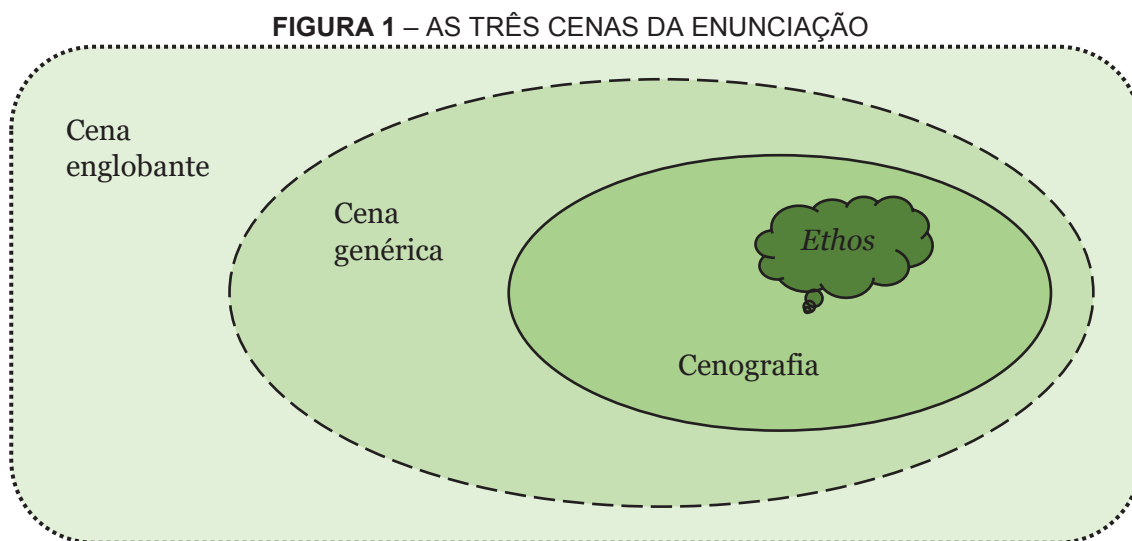 FIGURA 1 – AS TRÊS CENAS DA ENUNCIAÇÃO
Cena
englobante
Cena
genérica
Ethos
Cenografia